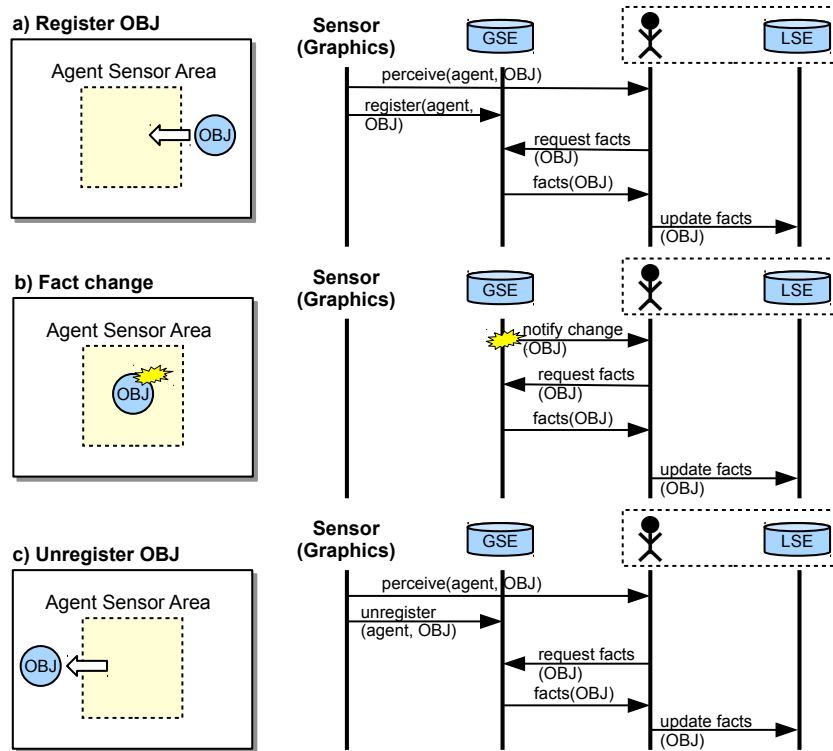 a) Register OBJ
Agent Sensor Area
OBJ
Sensor
(Graphics)
GSE
LSE
perceive(agent, OBJ)
register(agent,
OBJ)
request facts
(OBJ)
facts(OBJ)
update facts
(OBJ)
b) Fact change
Agent Sensor Area
OBJ
Sensor
(Graphics)
GSE
LSE
notify change
(OBJ)
request facts
(OBJ)
facts(OBJ)
update facts
(OBJ)
c) Unregister OBJ
Agent Sensor Area
OBJ
Sensor
(Graphics)
GSE
LSE
perceive(agent, OBJ)
unregister
(agent, OBJ)
request facts
(OBJ)
facts(OBJ)
update facts
(OBJ)